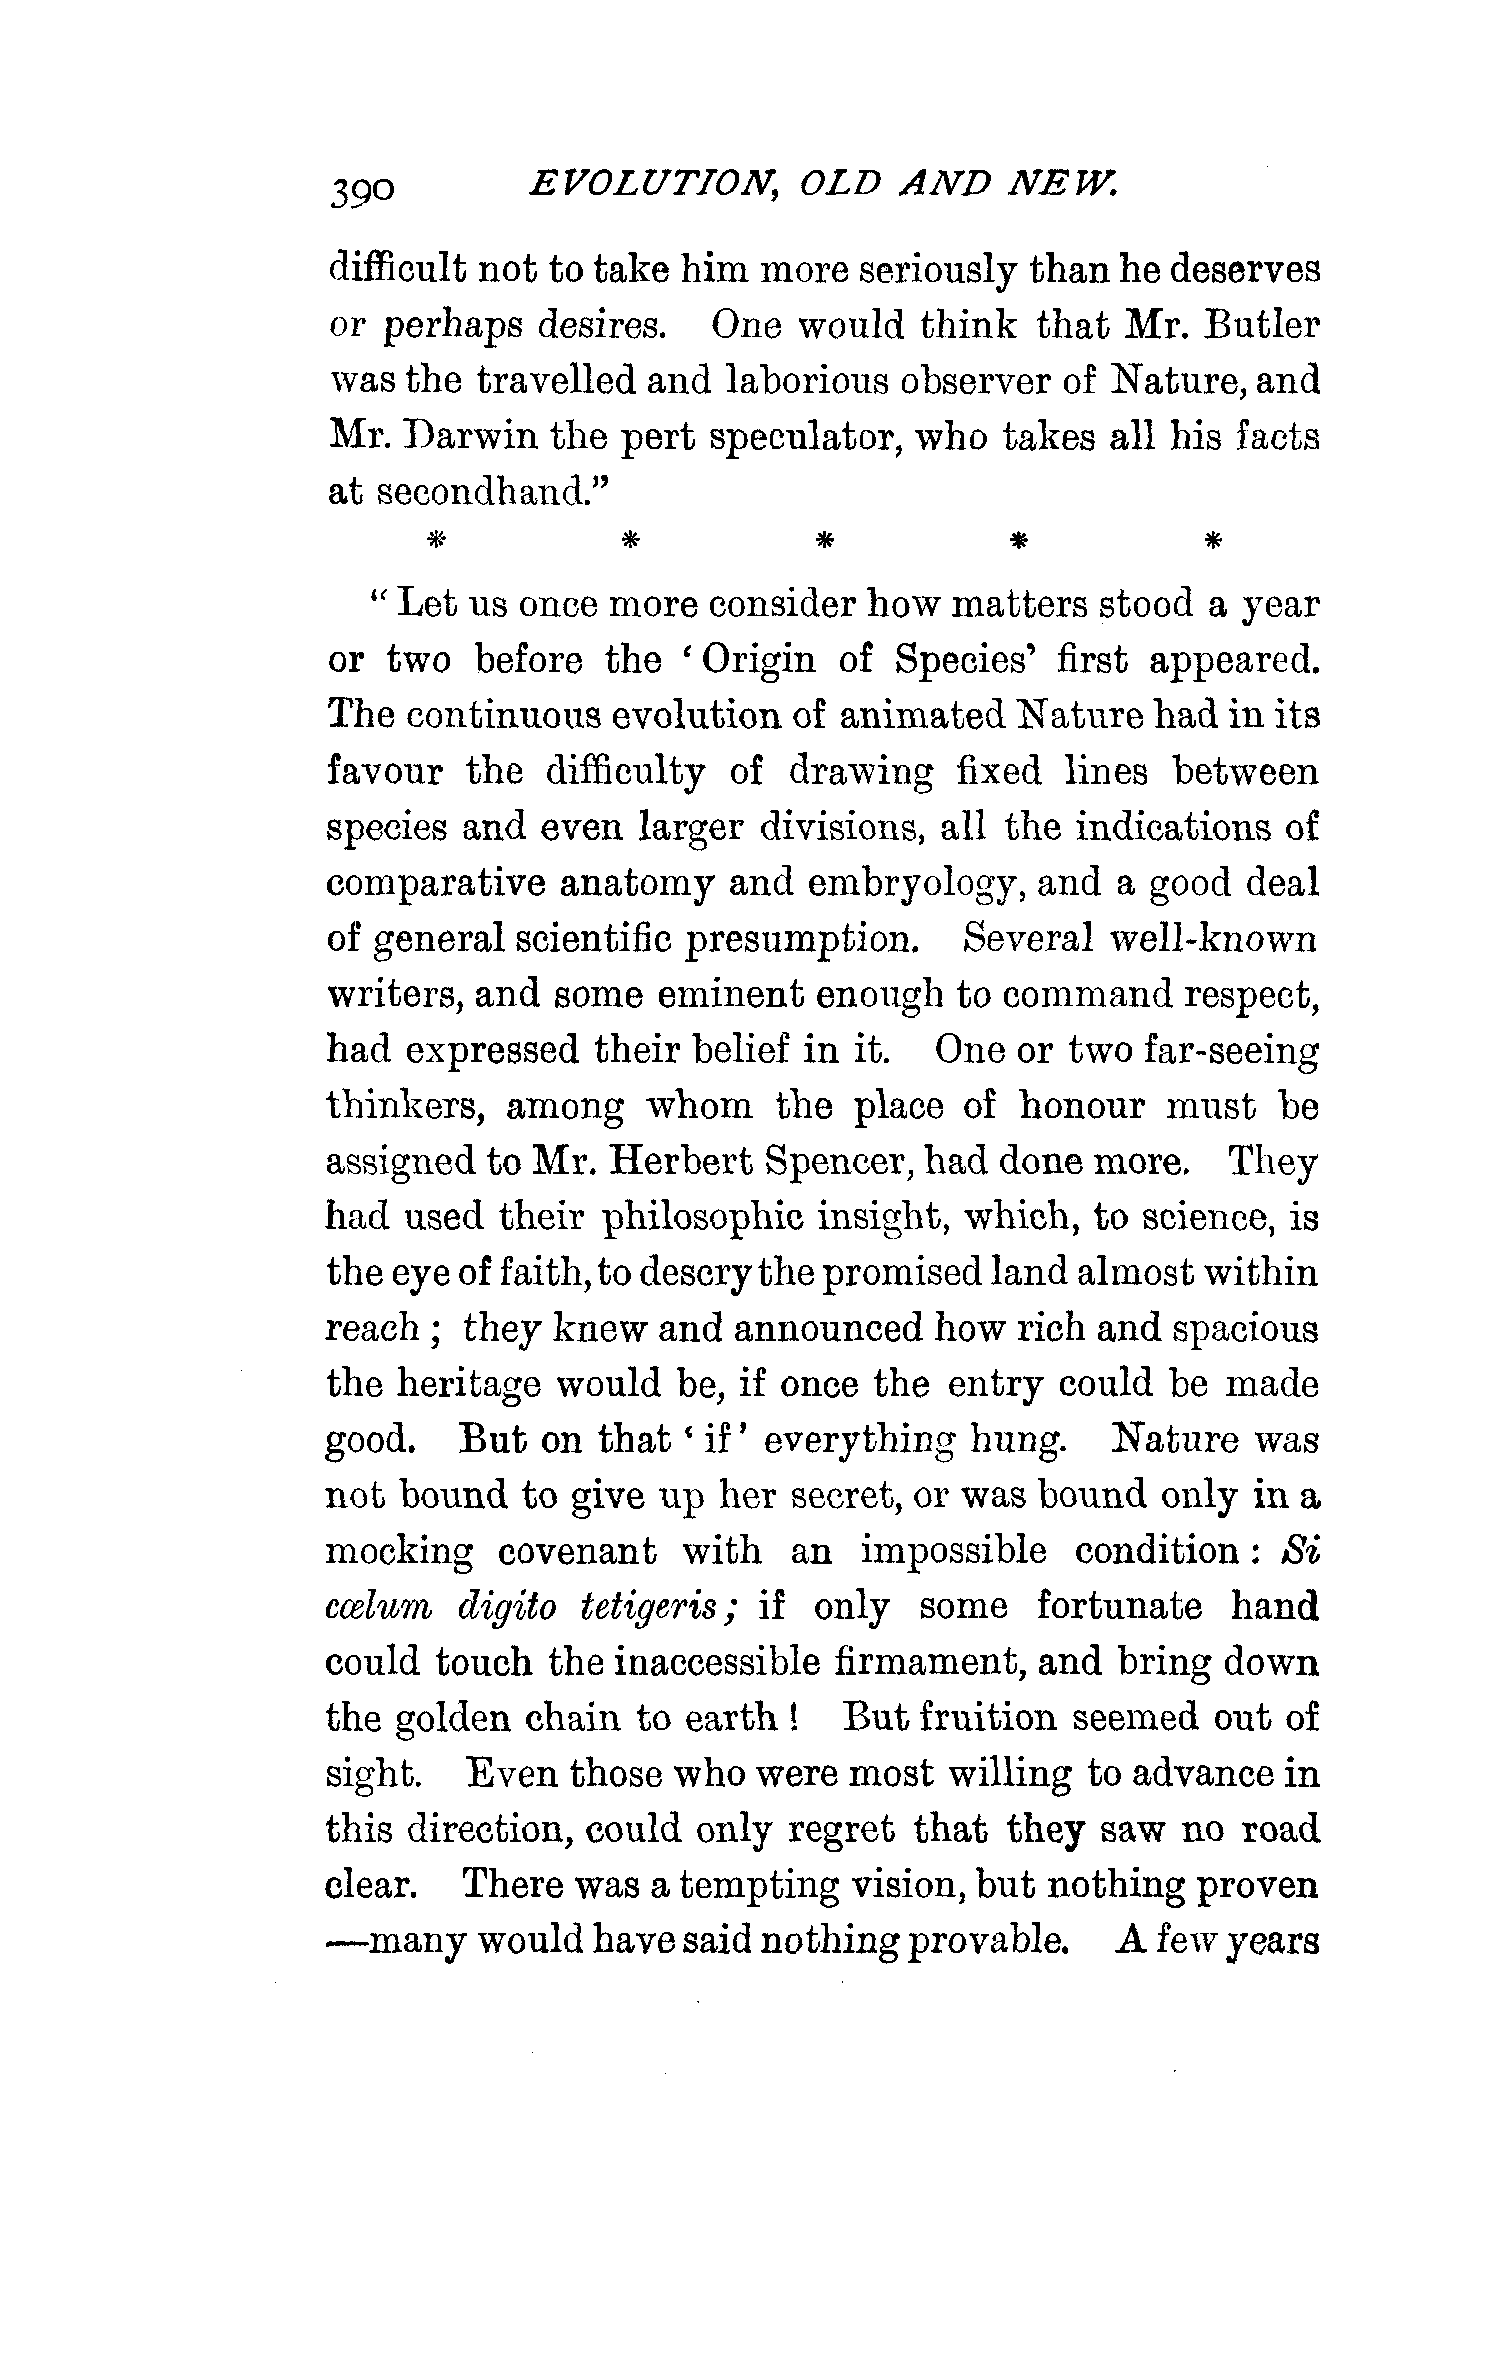 390 EVOLUTION, OLD AND NEW.
difficult not to take him more seriously than he deserves
or perhaps desires. One would think that Mr. Butler
was the travelled and laborious observer of Nature, and
Mr. Darwin the pert speculator, who takes all his facts
at secondhand.”
* * * * *
“Let us once more consider how matters stood a year
or two before the ‘Origin of Species’ first appeared.
The continuous evolution of animated Nature had in its
favour the difficulty of drawing fixed lines between
species and even larger divisions, all the indications of
comparative anatomy and embryology, and a good deal
of general scientific presumption. Several well-known
writers, and some eminent enough to command respect,
had expressed their belief in it. One or two far-seeing
thinkers, among whom the place of honour must be
assigned to Mr. Herbert Spencer, had done more. They
had used their philosophic insight, which, to science, is
the eye of faith, to descry the promised land almost within
reach; they knew and announced how rich and spacious
the heritage would be, if once the entry could be made
good. But on that ‘if’ everything hung. Nature was
not bound to give up her secret, or was bound only in a
mocking covenant with an impossible condition: Si
cœlum digito tetigeris; if only some fortunate hand
could touch the inaccessible firmament, and bring down
the golden chain to earth! But fruition seemed out of
sight. Even those who were most willing to advance in
this direction, could only regret that they saw no road
clear. There was a tempting vision, but nothing proven
—many would have said nothing provable. A few years